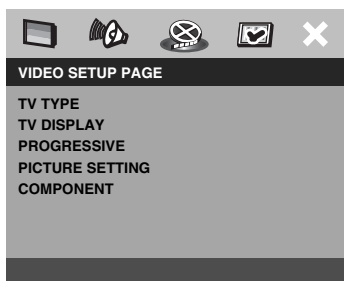 VIDEO SETUP PAGE
TV TYPE
TV DISPLAY
PROGRESSIVE
PICTURE SETTING
COMPONENT